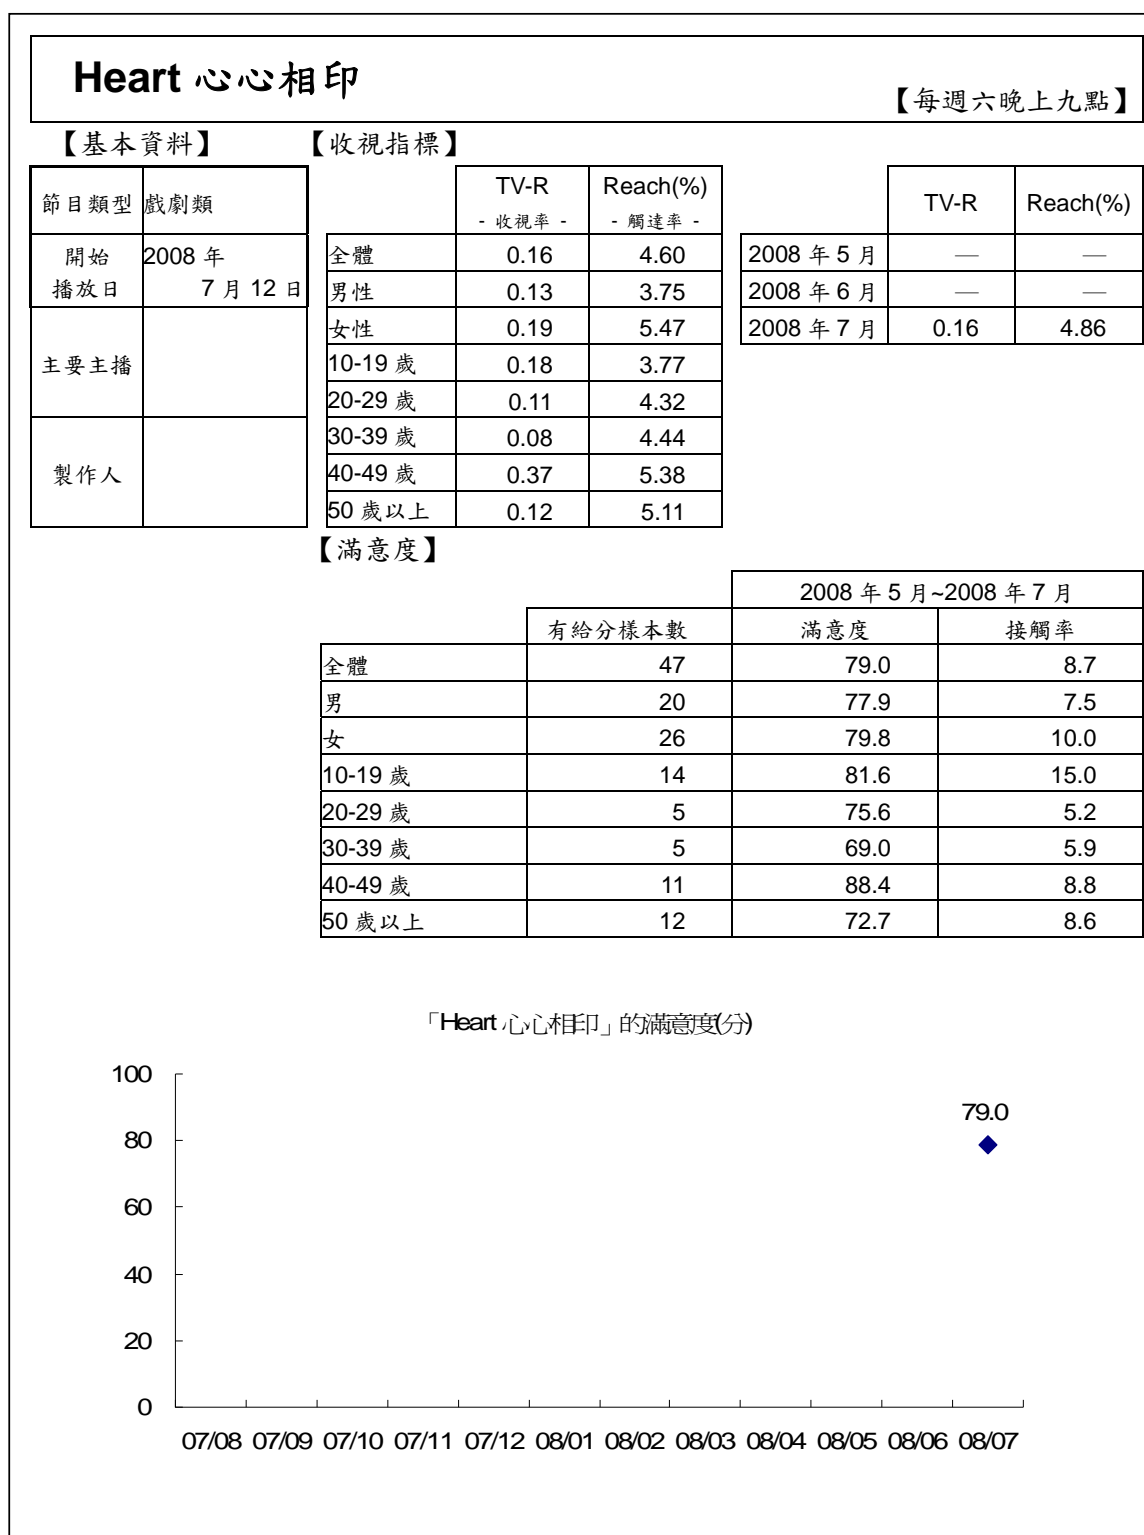 Heart 心心相印
【每週六晚上九點】
【基本資料】 【收視指標】
節目類型 戲劇類
開始播放日 2008 年 7 月 12 日
主要主播
製作人
TV-R Reach(%)
- 收視率 - - 觸達率 -
全體 0.16 4.60
男性 0.13 3.75
女性 0.19 5.47
10-19 歲 0.18 3.77
20-29 歲 0.11 4.32
30-39 歲 0.08 4.44
40-49 歲 0.37 5.38
50 歲以上 0.12 5.11
TV-R Reach(%)
2008 年 5 月 — —
2008 年 6 月 — —
2008 年 7 月 0.16 4.86
【滿意度】
2008 年 5 月~2008 年 7 月
有給分樣本數 滿意度 接觸率
全體 47 79.0 8.7
男 20 77.9 7.5
女 26 79.8 10.0
10-19 歲 14 81.6 15.0
20-29 歲 5 75.6 5.2
30-39 歲 5 69.0 5.9
40-49 歲 11 88.4 8.8
50 歲以上 12 72.7 8.6
「Heart 心心相印」的滿意度(分)
100
79.0
80
60
40
20
0
07/08 07/09 07/10 07/11 07/12 08/01 08/02 08/03 08/04 08/05 08/06 08/07